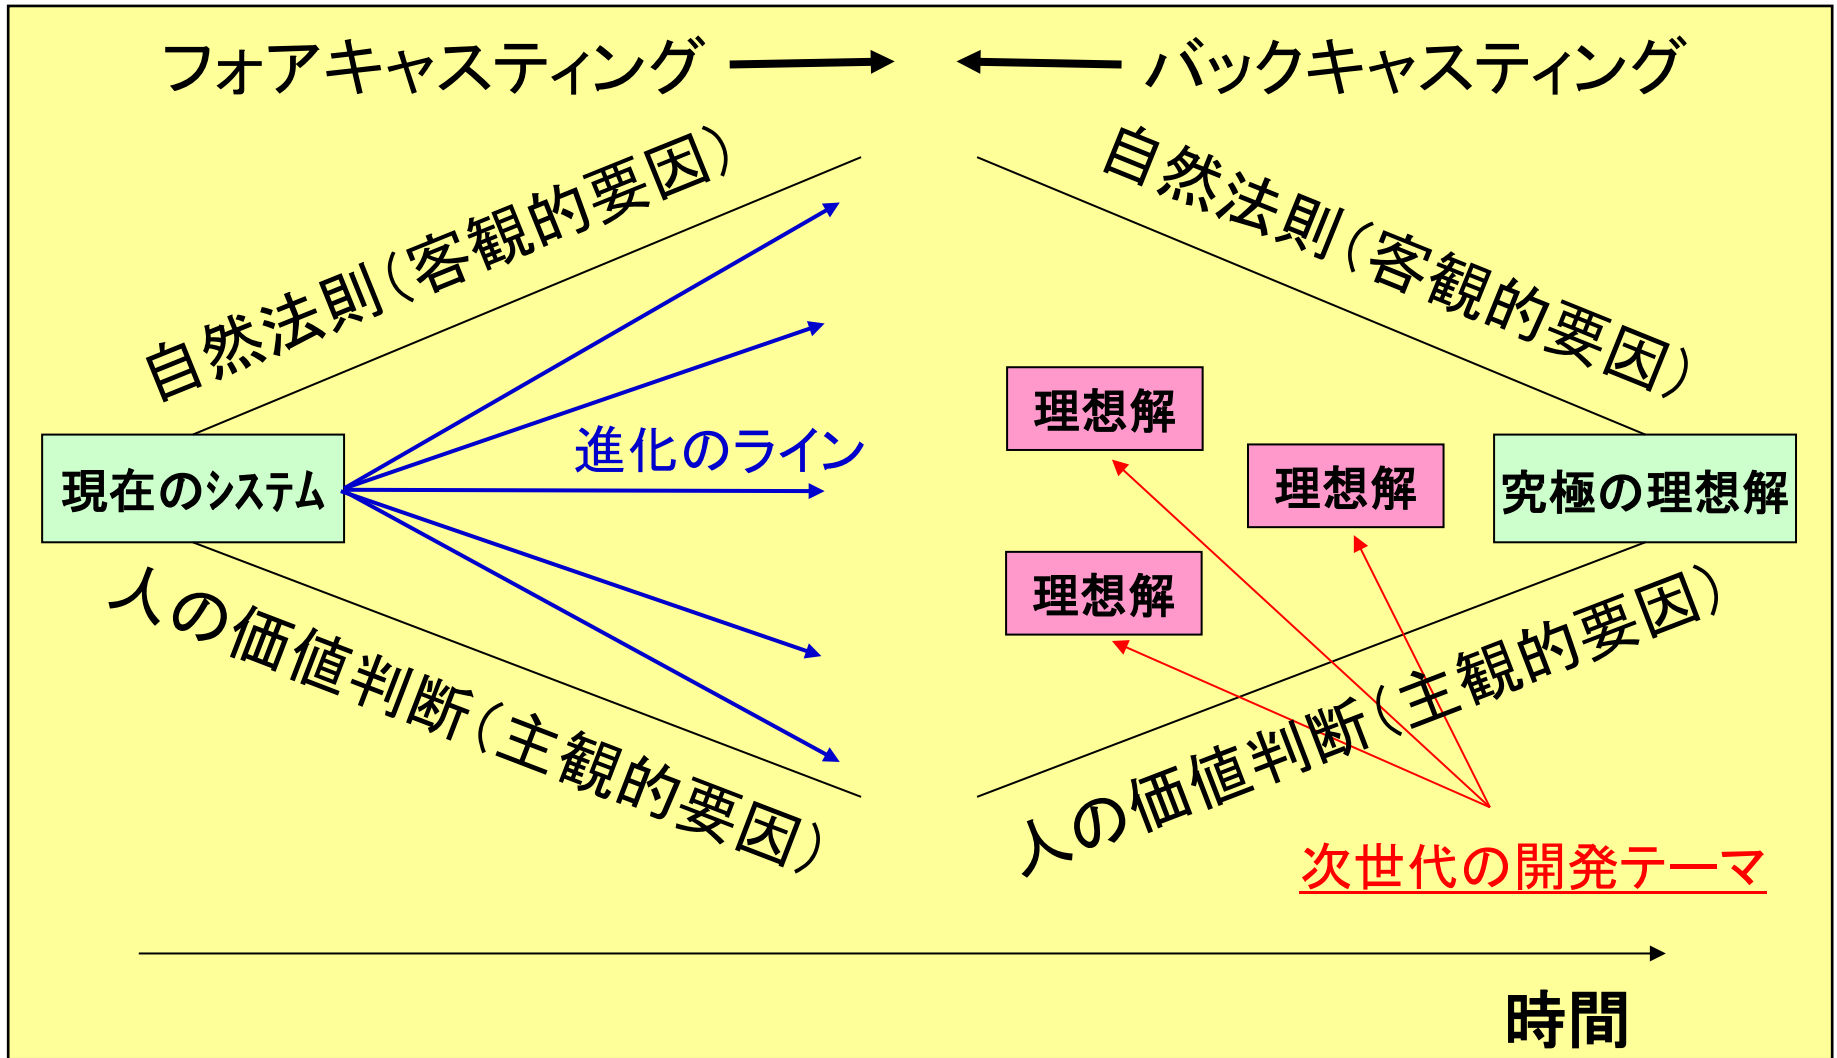 フォアキャスティング
バックキャスティング
自然法則(客観的要因)
自然法則(客観的要因)
理想解
進化のライン
理想解
現在のシステム
究極の理想解
理想解
人の価値判断(主観的要因)
人の価値判断(主観的要因)
次世代の開発テーマ
時間